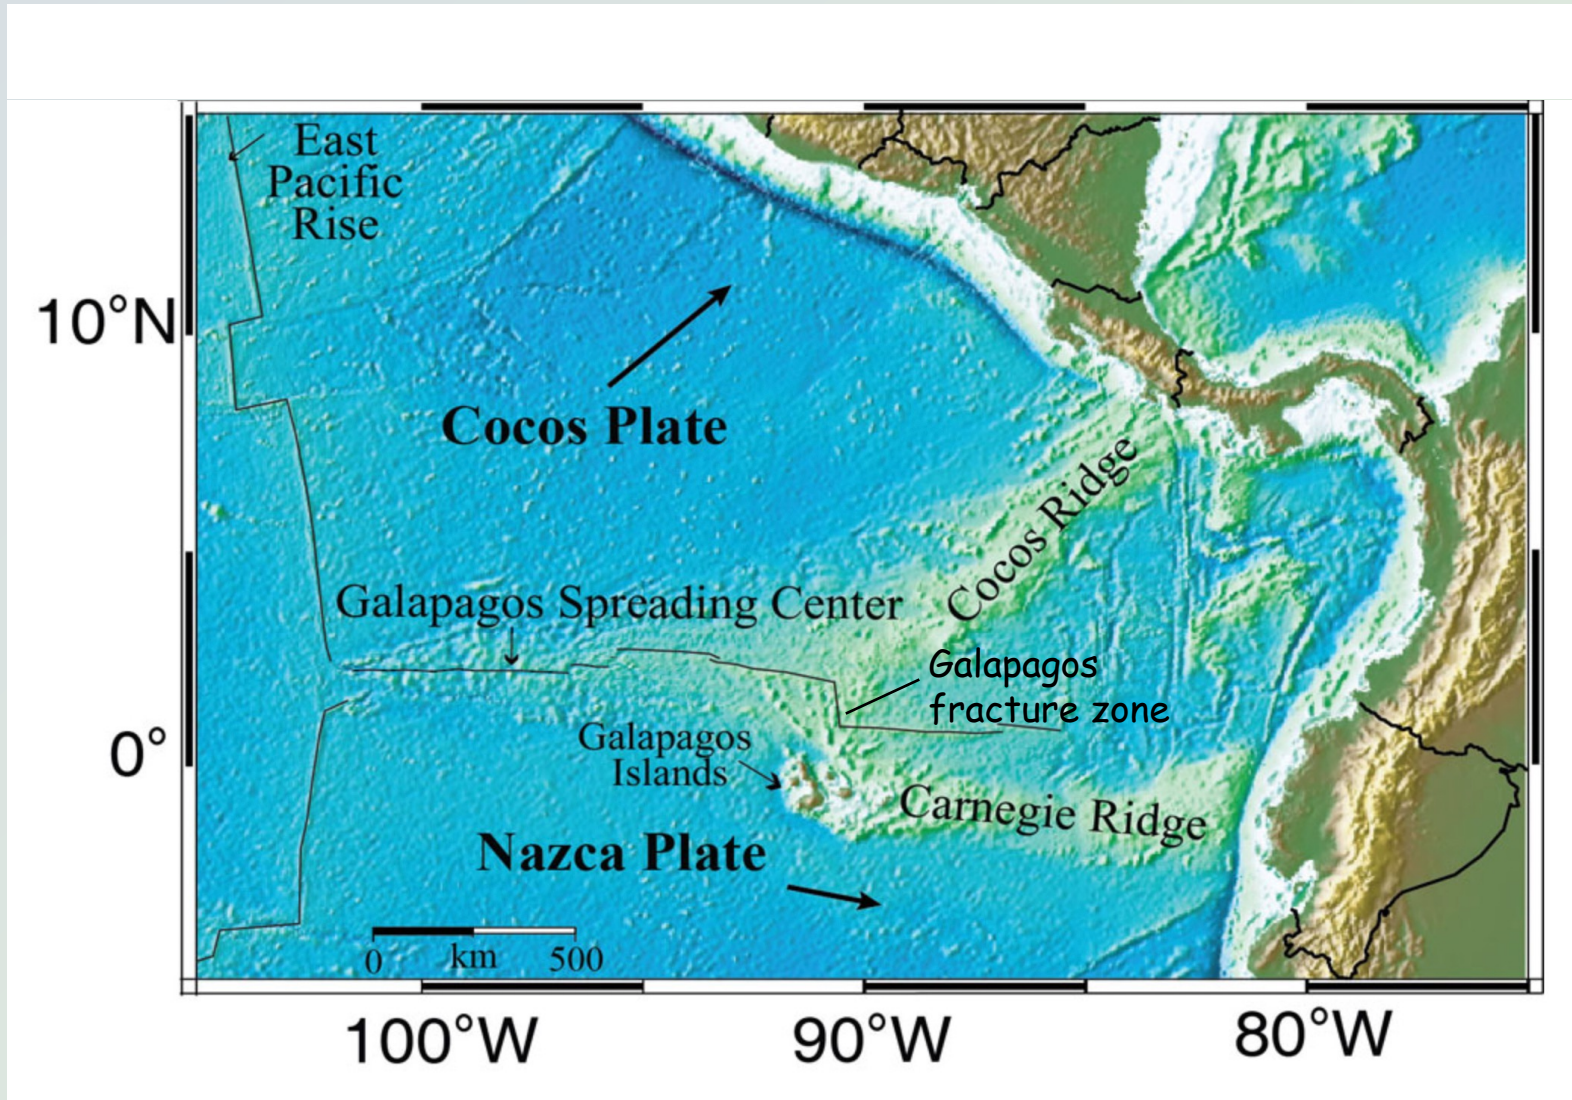 East
Pacific
Rise
10°N
Cocos Plate
Cocos Ridge
Galapagos Spreading Center
Galapagos
fracture zone
0°
Galapagos
Islands
Carnegie Ridge
Nazca Plate
0 km 500
100°W 90°W 80°W